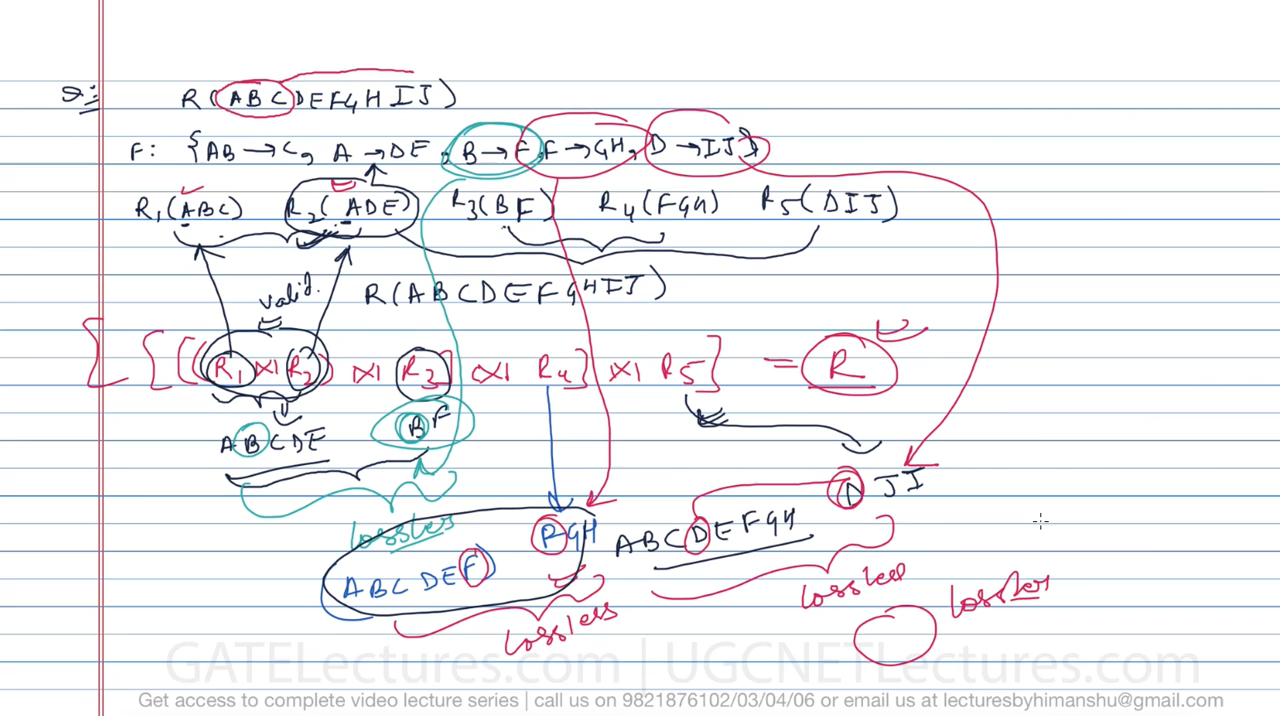 Q:- R(ABCDEFGHIJ)
F: {AB→C, A→DE, B→F, F→GH, D→IJ}
R1(ABC) R2(ADE) R3(BF) R4(FGH) R5(DIJ)
valid. R(ABCDEFGHIJ)
[ [ [((R1 ⋈ R2) ⋈ R3] ⋈ R4] ⋈ R5] = R
ABCDE BF
D JI
lossless
RGH ABCDEFGH
ABCDEF)
lossless lossless lossless
GATELectures.com | UGCNETLectures.com
Get access to complete video lecture series | call us on 9821876102/03/04/06 or email us at lecturesbyhimanshu@gmail.com